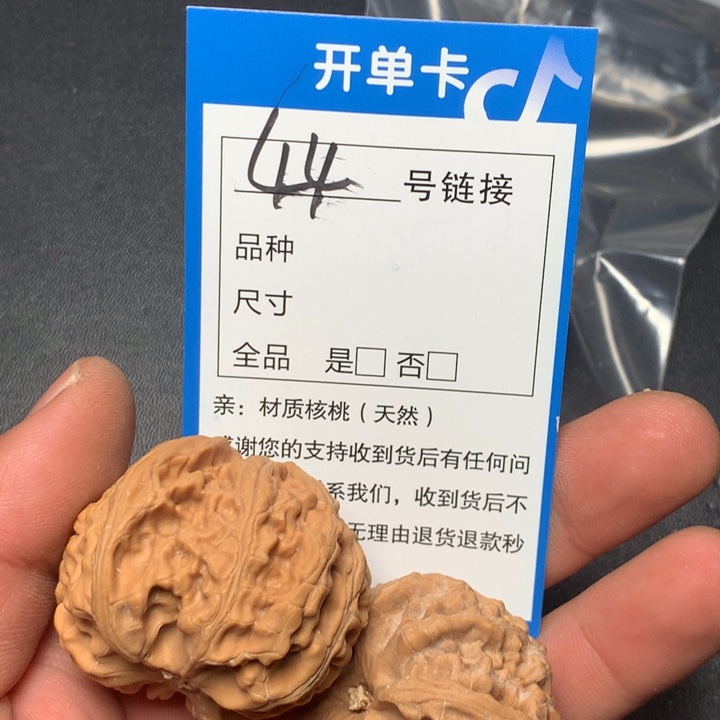 开单卡
44 号链接
品种
尺寸
全品 是□ 否□
亲：材质核桃（天然）
谢您的支持收到货后有任何问
系我们，收到货后不
无理由退货退款秒